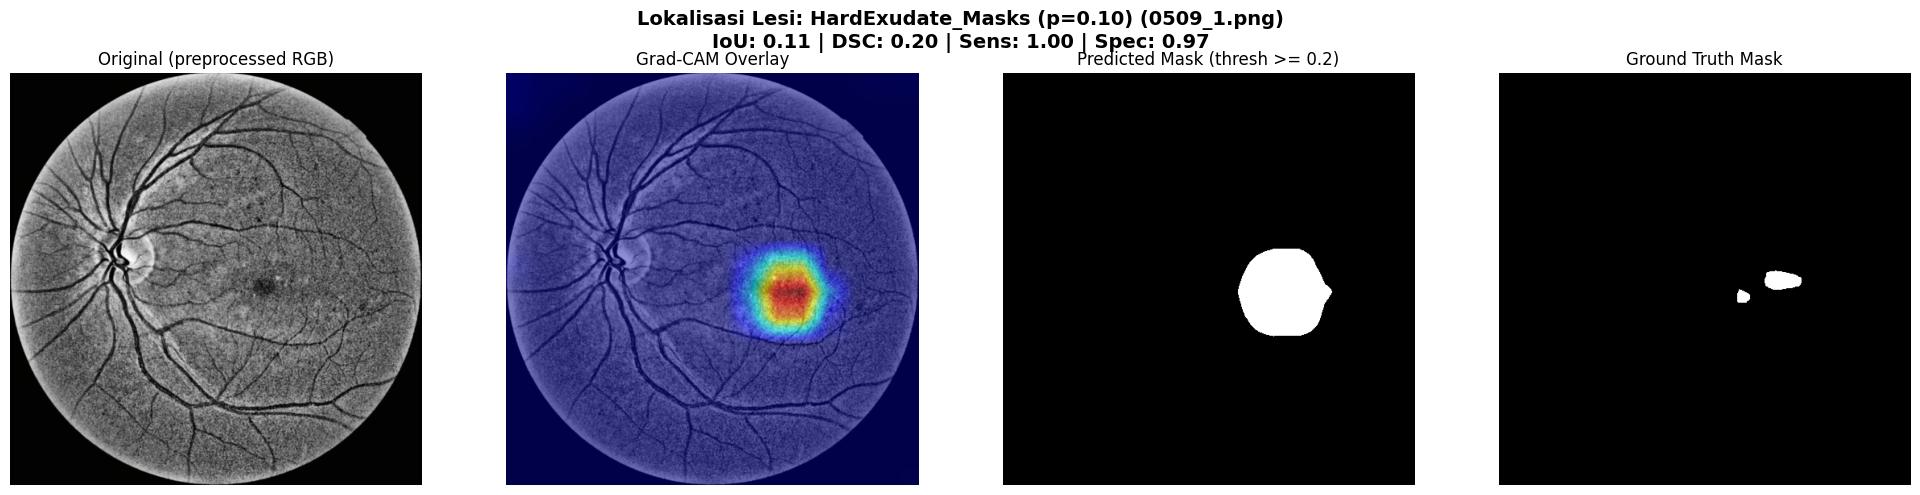 Lokalisasi Lesi: HardExudate_Masks (p=0.10) (0509_1.png)
IoU: 0.11 | DSC: 0.20 | Sens: 1.00 | Spec: 0.97
Original (preprocessed RGB)
Grad-CAM Overlay
Predicted Mask (thresh >= 0.2)
Ground Truth Mask